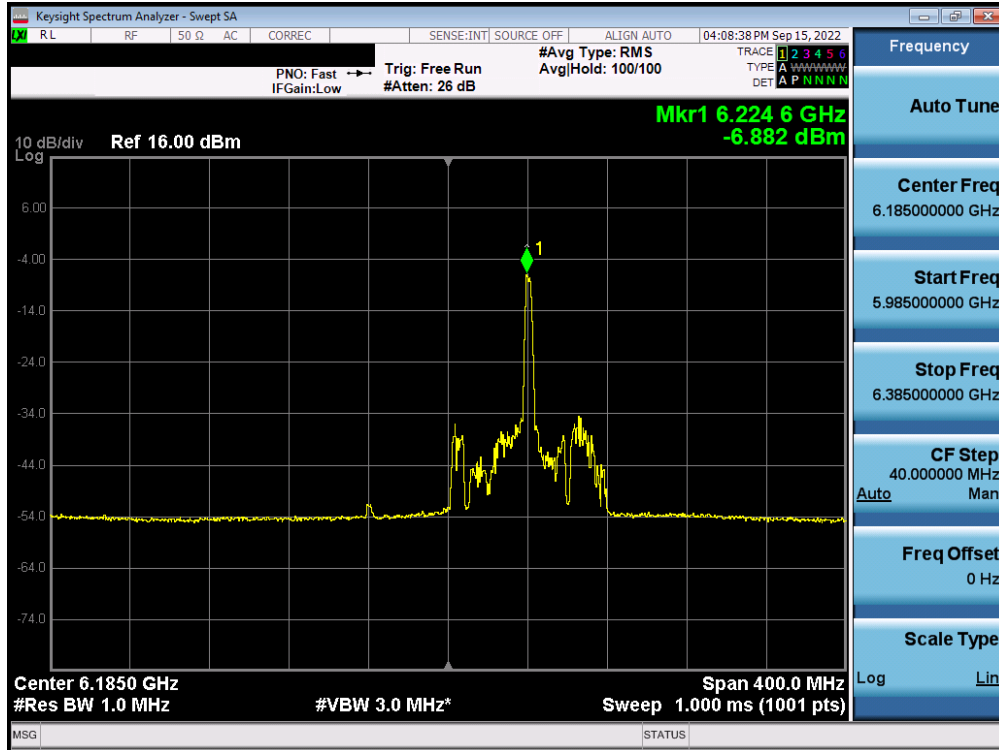 Keysight Spectrum Analyzer - Swept SA
LXI RL RF 50 Ω AC CORREC SENSE:INT SOURCE OFF ALIGN AUTO 04:08:38 PM Sep 15, 2022
PNO: Fast
IFGain:Low
Trig: Free Run
#Atten: 26 dB
#Avg Type: RMS
Avg|Hold: 100/100
TRACE 1 2 3 4 5 6
TYPE A WWWWW
DET A P N N N N
Mkr1 6.224 6 GHz
-6.882 dBm
10 dB/div Ref 16.00 dBm
Log
1
6.00
-4.00
-14.0
-24.0
-34.0
-44.0
-54.0
-64.0
-74.0
Center 6.1850 GHz Span 400.0 MHz
#Res BW 1.0 MHz #VBW 3.0 MHz* Sweep 1.000 ms (1001 pts)
MSG STATUS
Frequency
Auto Tune
Center Freq
6.185000000 GHz
Start Freq
5.985000000 GHz
Stop Freq
6.385000000 GHz
CF Step
40.000000 MHz
Auto Man
Freq Offset
0 Hz
Scale Type
Log Lin